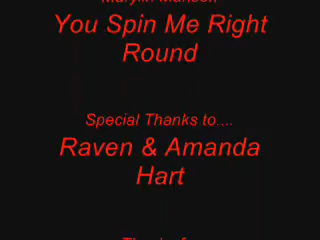 You Spin Me Right
Round
Special Thanks to....
Raven & Amanda
Hart